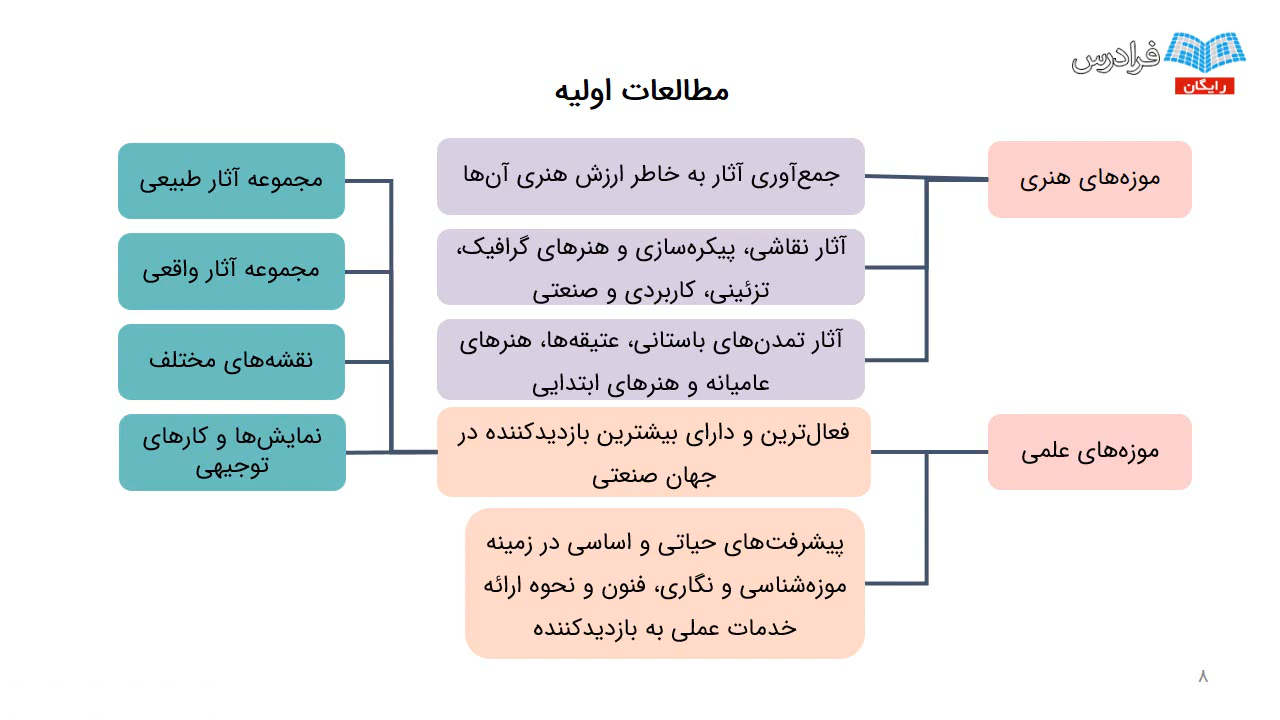 فرادرس
رایگان
مطالعات اولیه
موزه‌های هنری
جمع‌آوری آثار به خاطر ارزش هنری آن‌ها
آثار نقاشی، پیکره‌سازی و هنرهای گرافیک،
تزئینی، کاربردی و صنعتی
آثار تمدن‌های باستانی، عتیقه‌ها، هنرهای
عامیانه و هنرهای ابتدایی
موزه‌های علمی
فعال‌ترین و دارای بیشترین بازدیدکننده در
جهان صنعتی
پیشرفت‌های حیاتی و اساسی در زمینه
موزه‌شناسی و نگاری، فنون و نحوه ارائه
خدمات عملی به بازدیدکننده
مجموعه آثار طبیعی
مجموعه آثار واقعی
نقشه‌های مختلف
نمایش‌ها و کارهای
توجیهی
۸